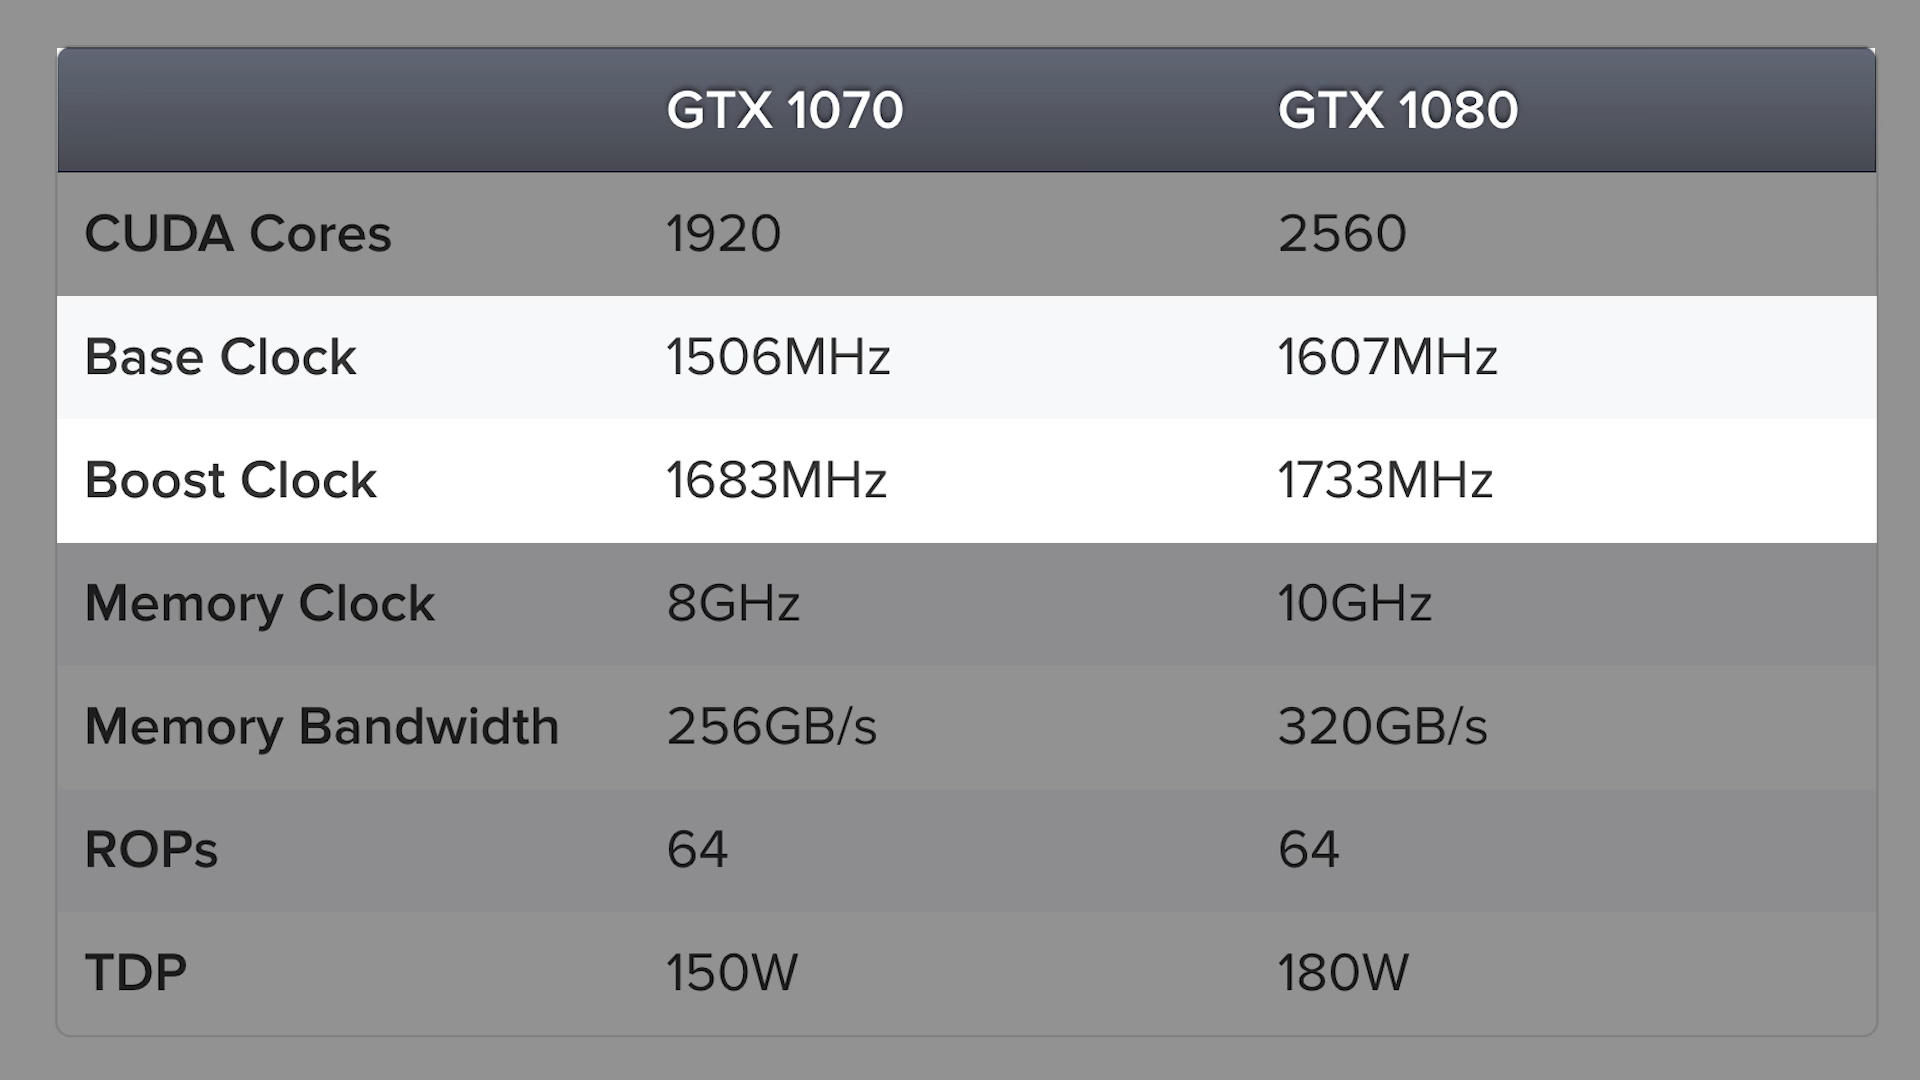 GTX 1070 GTX 1080
CUDA Cores 1920 2560
Base Clock 1506MHz 1607MHz
Boost Clock 1683MHz 1733MHz
Memory Clock 8GHz 10GHz
Memory Bandwidth 256GB/s 320GB/s
ROPs 64 64
TDP 150W 180W